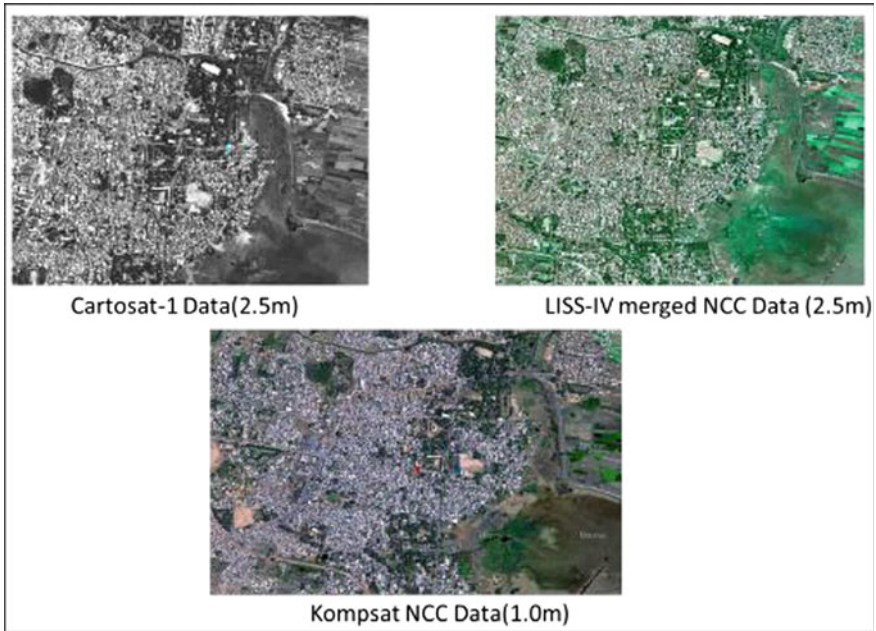 Cartosat-1 Data(2.5m)
LISS-IV merged NCC Data (2.5m)
Kompsat NCC Data(1.0m)